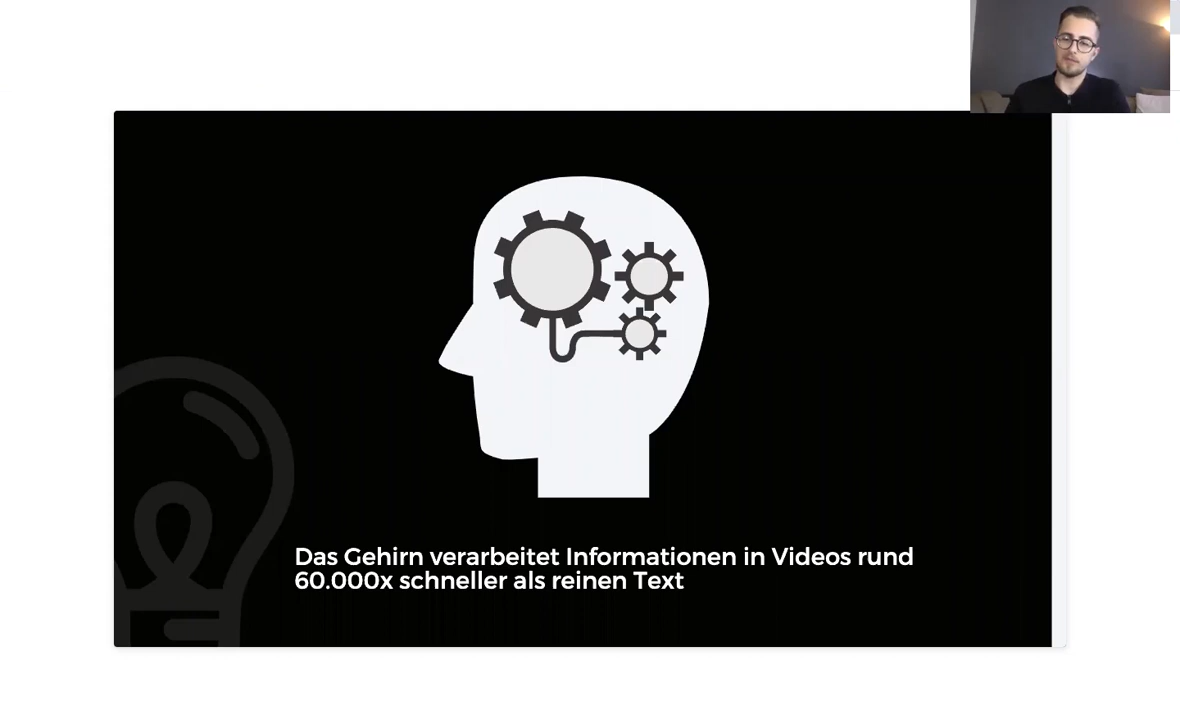 Das Gehirn verarbeitet Informationen in Videos rund
60.000x schneller als reinen Text